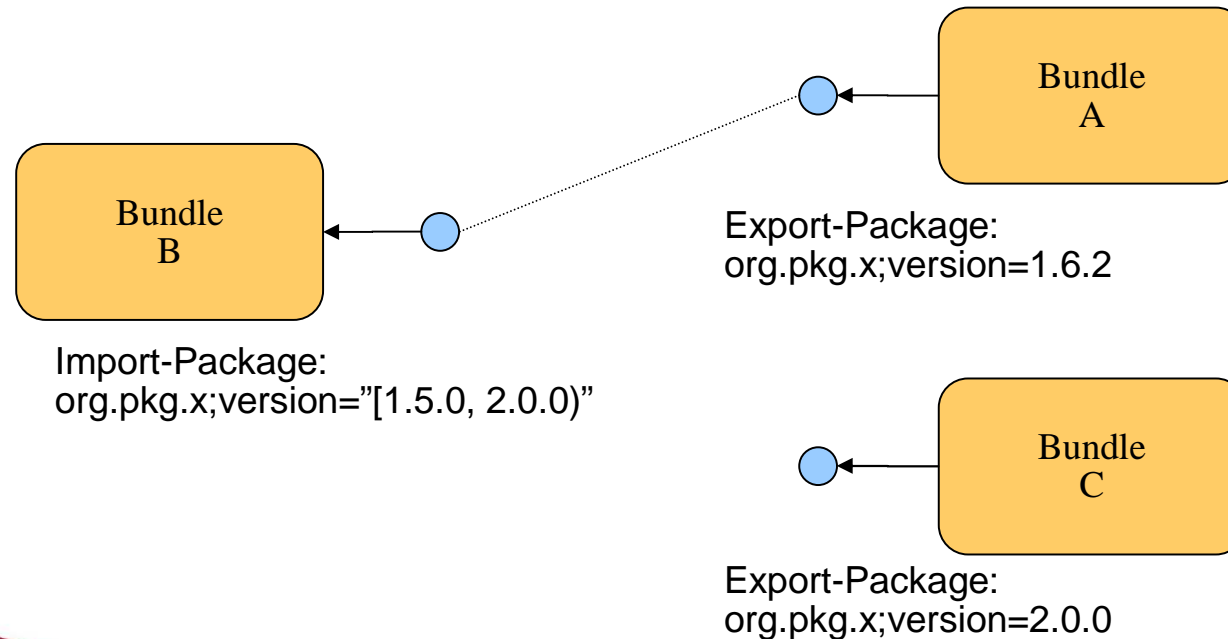 Bundle
A
Bundle
B
Export-Package:
org.pkg.x;version=1.6.2
Import-Package:
org.pkg.x;version=”[1.5.0, 2.0.0)”
Bundle
C
Export-Package:
org.pkg.x;version=2.0.0